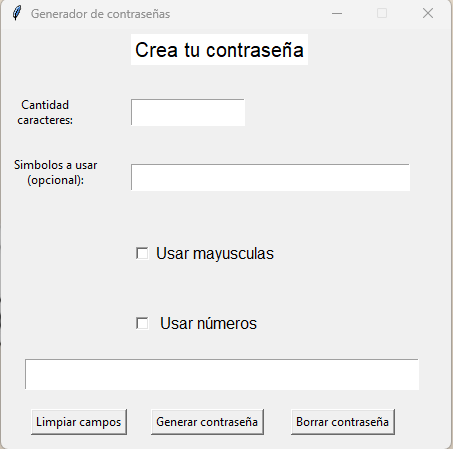 Generador de contraseñas
Crea tu contraseña
Cantidad
caracteres:
Simbolos a usar
(opcional):
Usar mayusculas
Usar números
Limpiar campos
Generar contraseña
Borrar contraseña